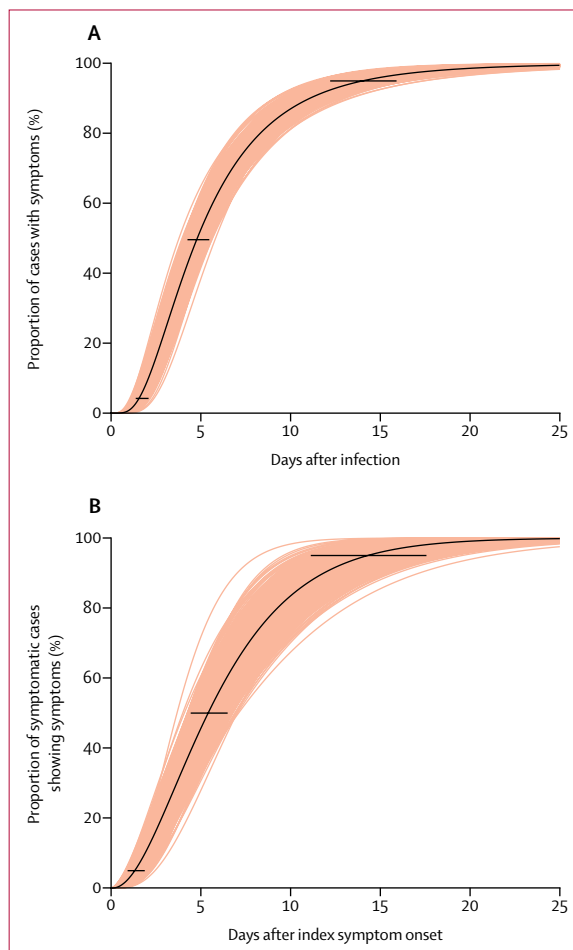 A
100
80
60
40
20
0
Proportion of cases with symptoms (%)
0 5 10 15 20 25
Days after infection
B
100
80
60
40
20
0
Proportion of symptomatic cases
showing symptoms (%)
0 5 10 15 20 25
Days after index symptom onset